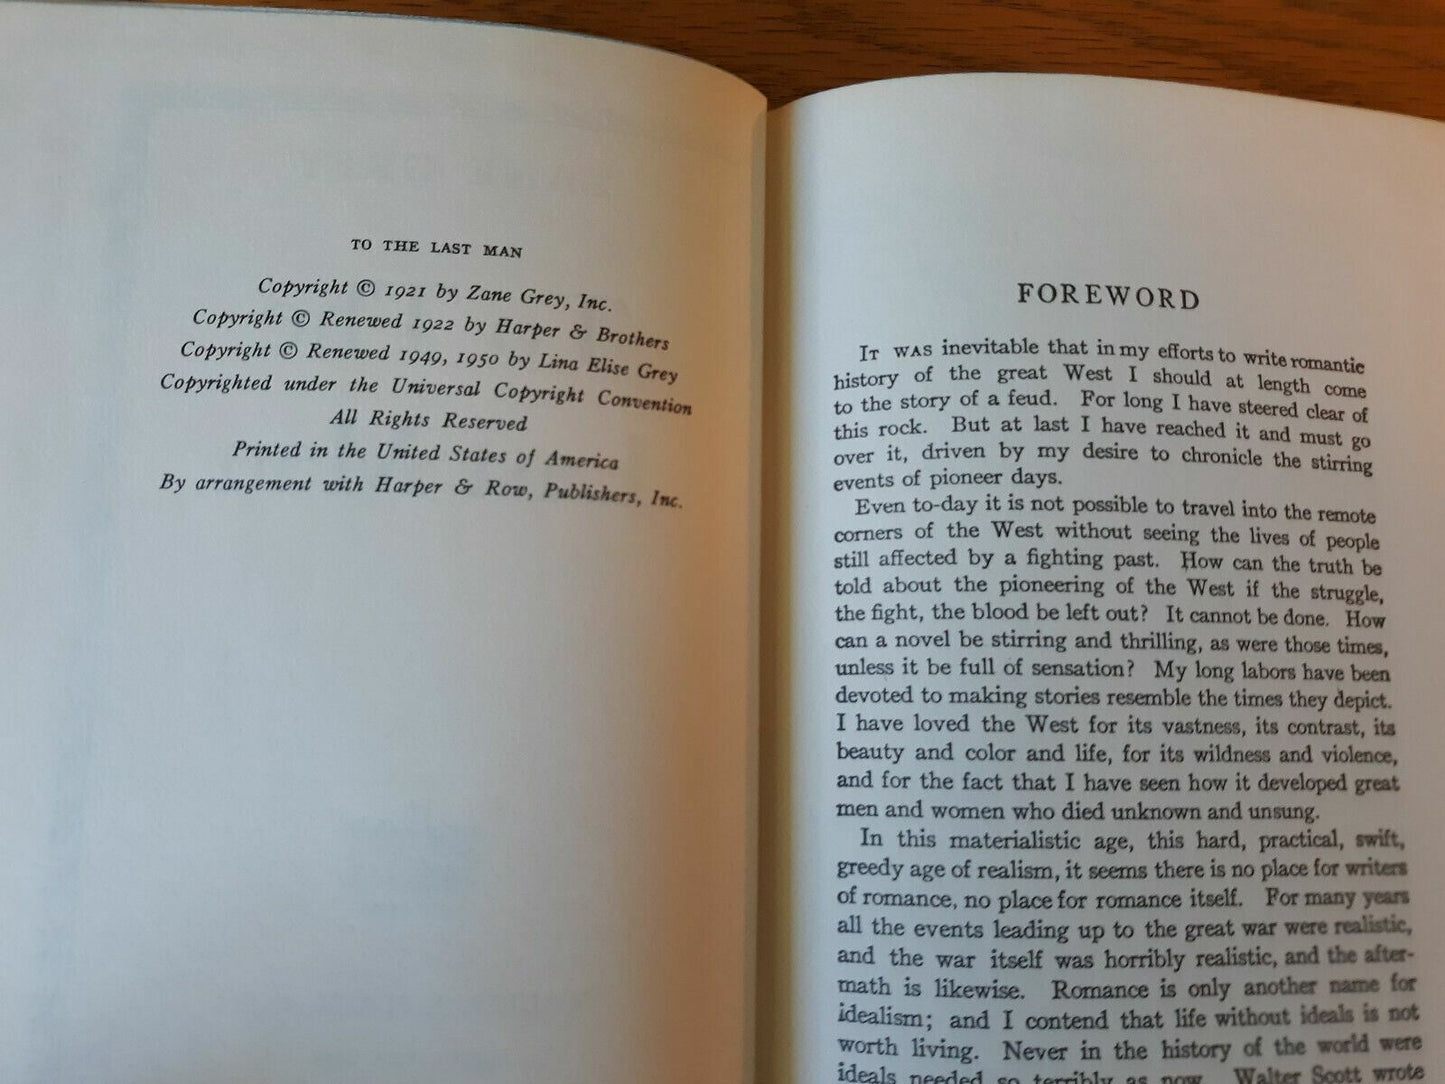 TO THE LAST MAN
Copyright © 1921 by Zane Grey, Inc.
Copyright © Renewed 1922 by Harper & Brothers
Copyright © Renewed 1949, 1950 by Lina Elise Grey
Copyrighted under the Universal Copyright Convention
All Rights Reserved
Printed in the United States of America
By arrangement with Harper & Row, Publishers, Inc.
FOREWORD
It was inevitable that in my efforts to write romantic
history of the great West I should at length come
to the story of a feud. For long I have steered clear of
this rock. But at last I have reached it and must go
over it, driven by my desire to chronicle the stirring
events of pioneer days.
Even to-day it is not possible to travel into the remote
corners of the West without seeing the lives of people
still affected by a fighting past. How can the truth be
told about the pioneering of the West if the struggle,
the fight, the blood be left out? It cannot be done. How
can a novel be stirring and thrilling, as were those times,
unless it be full of sensation? My long labors have been
devoted to making stories resemble the times they depict.
I have loved the West for its vastness, its contrast, its
beauty and color and life, for its wildness and violence,
and for the fact that I have seen how it developed great
men and women who died unknown and unsung.
In this materialistic age, this hard, practical, swift,
greedy age of realism, it seems there is no place for writers
of romance, no place for romance itself. For many years
all the events leading up to the great war were realistic,
and the war itself was horribly realistic, and the after-
math is likewise. Romance is only another name for
idealism; and I contend that life without ideals is not
worth living. Never in the history of the world were
ideals needed so terribly as now. Walter Scott wrote